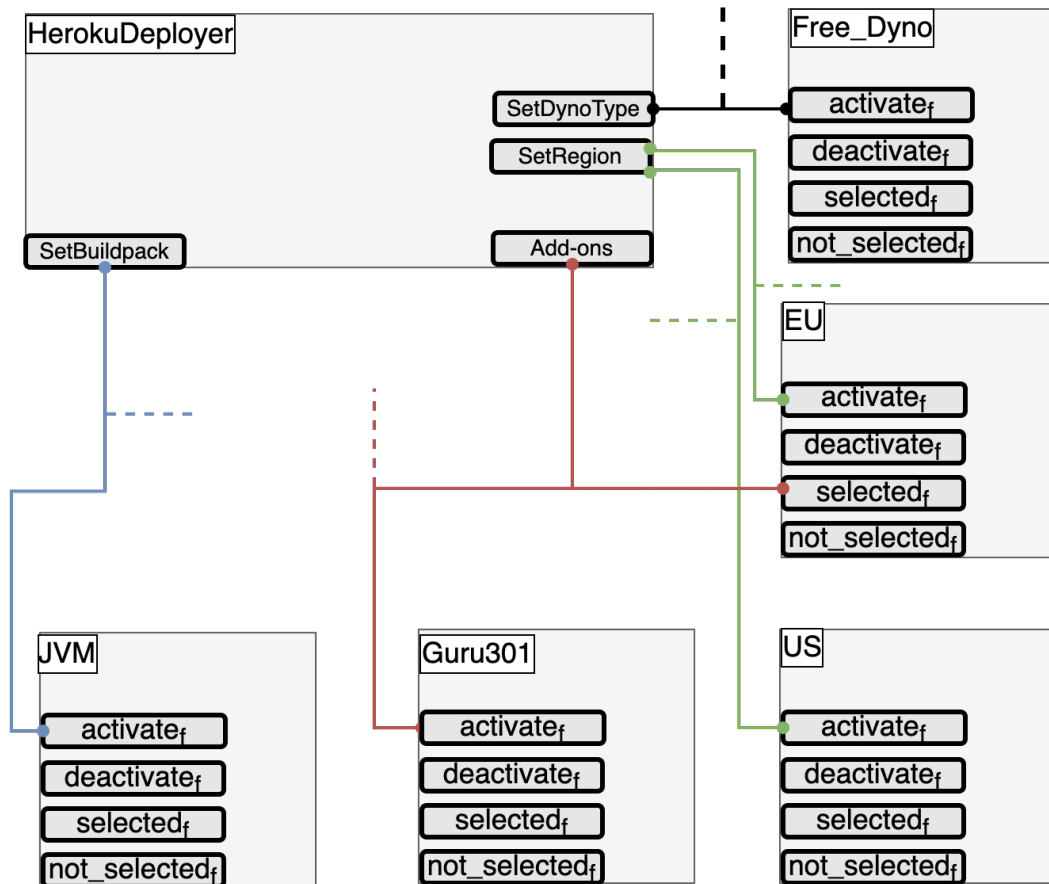 HerokuDeployer
SetDynoType
SetRegion
SetBuildpack
Add-ons
Free_Dyno
activatef
deactivatef
selectedf
not_selectedf
EU
activatef
deactivatef
selectedf
not_selectedf
JVM
activatef
deactivatef
selectedf
not_selectedf
Guru301
activatef
deactivatef
selectedf
not_selectedf
US
activatef
deactivatef
selectedf
not_selectedf